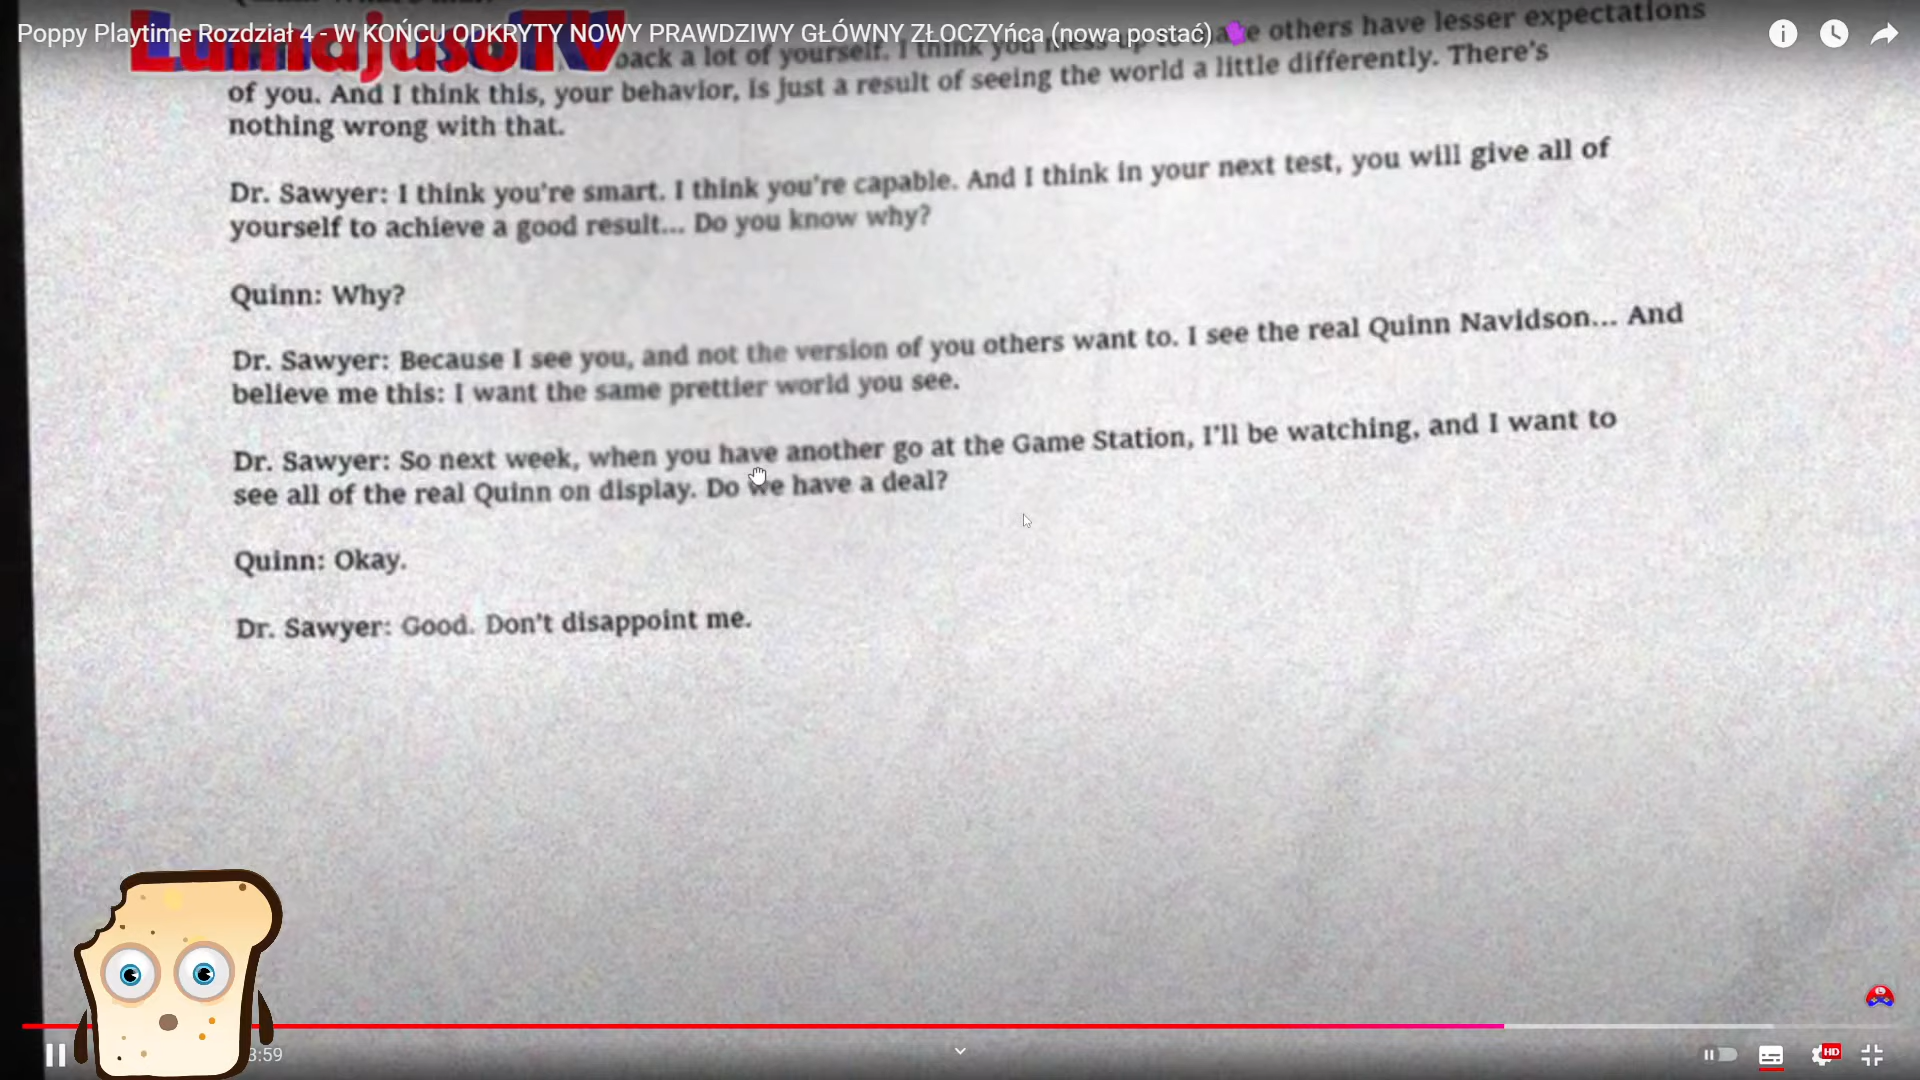 Poppy Playtime Rozdział 4 - W KOŃCU ODKRYTY NOWY PRAWDZIWY GŁÓWNY ZŁOCZYńca (nowa postać)
LumajusoTV
back a lot of yourself. I think you mess up others have lesser expectations
of you. And I think this, your behavior, is just a result of seeing the world a little differently. There's
nothing wrong with that.
Dr. Sawyer: I think you're smart. I think you're capable. And I think in your next test, you will give all of
yourself to achieve a good result... Do you know why?
Quinn: Why?
Dr. Sawyer: Because I see you, and not the version of you others want to. I see the real Quinn Navidson... And
believe me this: I want the same prettier world you see.
Dr. Sawyer: So next week, when you have another go at the Game Station, I'll be watching, and I want to
see all of the real Quinn on display. Do we have a deal?
Quinn: Okay.
Dr. Sawyer: Good. Don't disappoint me.
3:59
HD